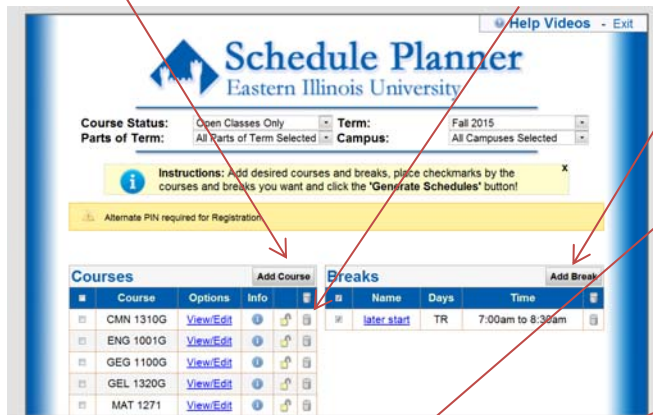 Help Videos - Exit
Schedule Planner
Eastern Illinois University
Course Status: Open Classes Only Term: Fall 2015
Parts of Term: All Parts of Term Selected Campus: All Campuses Selected
Instructions: Add desired courses and breaks, place checkmarks by the x
courses and breaks you want and click the 'Generate Schedules' button!
Alternate PIN required for Registration
Courses Add Course Breaks Add Break
Course Options Info Name Days Time
CMN 1310G View/Edit later start TR 7:00am to 8:30am
ENG 1001G View/Edit
GEG 1100G View/Edit
GEL 1320G View/Edit
MAT 1271 View/Edit